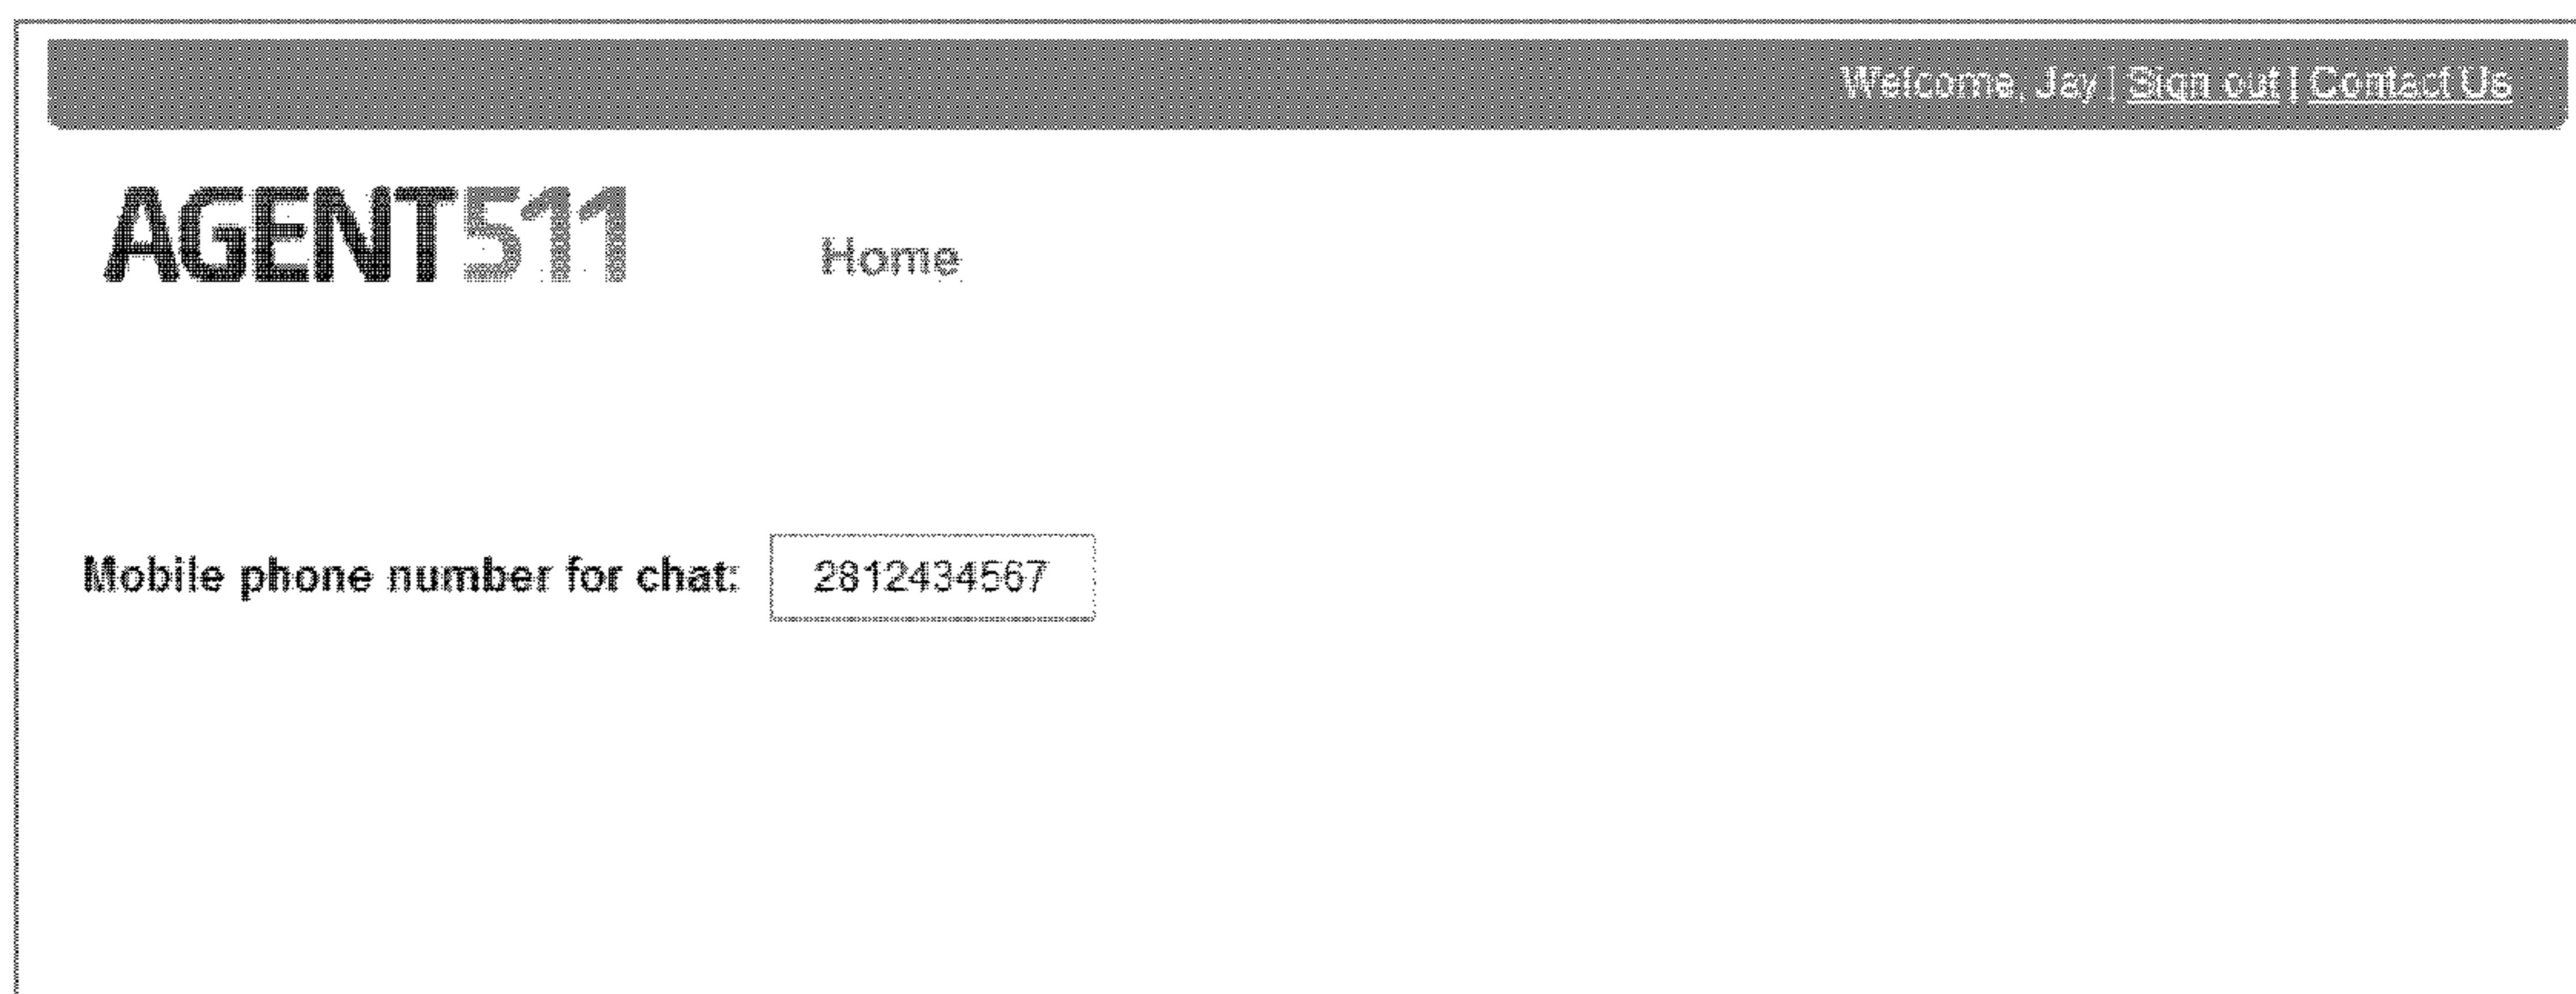 Welcome, Jay | Sign out | Contact Us
AGENT511
Home
Mobile phone number for chat: 2812434567